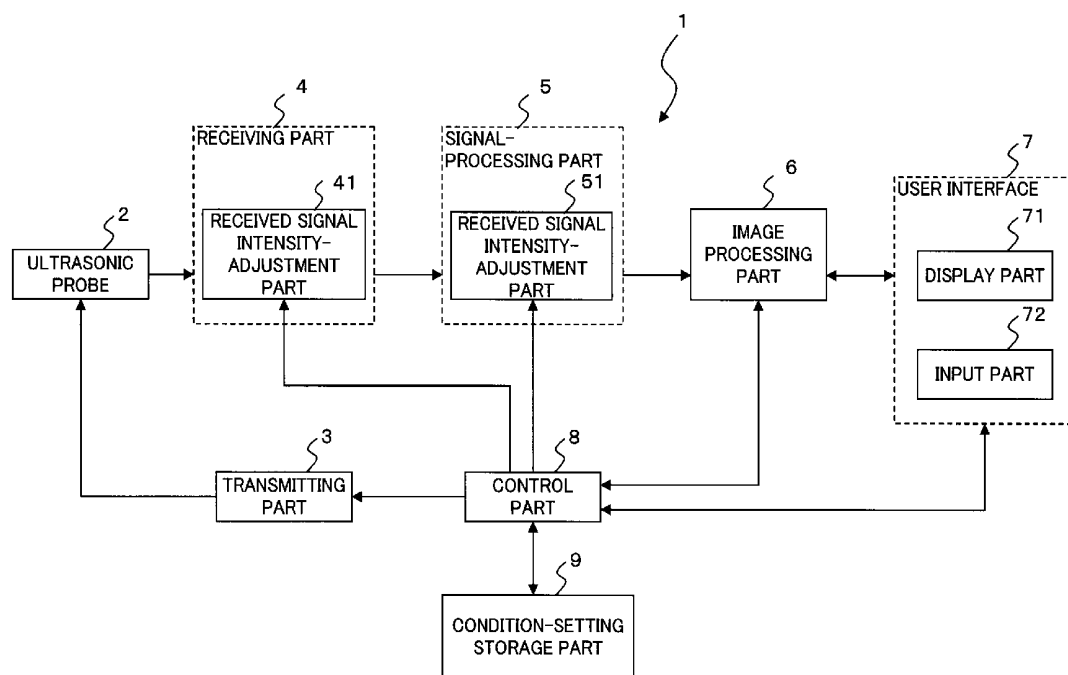 1
4
5
RECEIVING PART
SIGNAL-
PROCESSING PART
7
USER INTERFACE
41
51
6
71
2
RECEIVED SIGNAL
INTENSITY-
ADJUSTMENT
PART
RECEIVED SIGNAL
INTENSITY-
ADJUSTMENT
PART
IMAGE
PROCESSING
PART
ULTRASONIC
PROBE
DISPLAY PART
72
INPUT PART
3
8
TRANSMITTING
PART
CONTROL
PART
9
CONDITION-SETTING
STORAGE PART